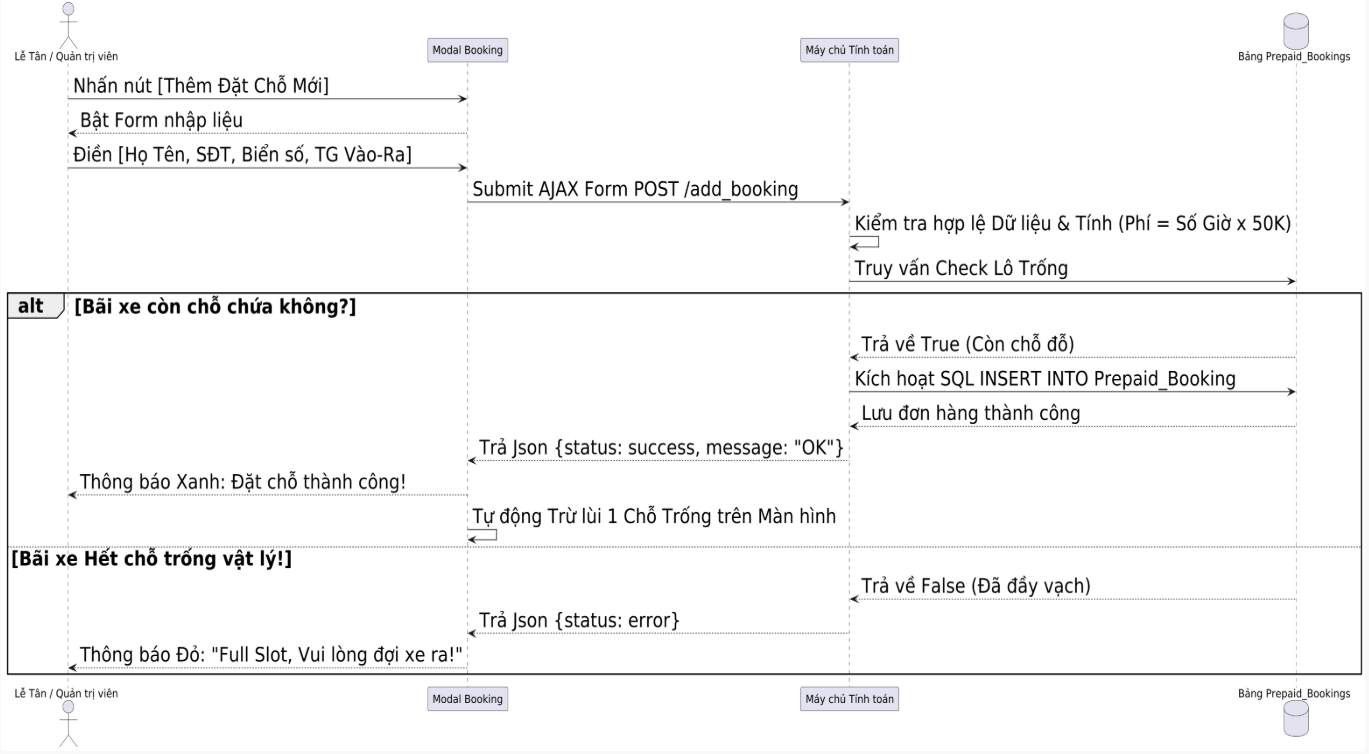 Lễ Tân / Quản trị viên
Modal Booking
Máy chủ Tính toán
Bảng Prepaid_Bookings
Nhấn nút [Thêm Đặt Chỗ Mới]
Bật Form nhập liệu
Điền [Họ Tên, SĐT, Biển số, TG Vào-Ra]
Submit AJAX Form POST /add_booking
Kiểm tra hợp lệ Dữ liệu & Tính (Phí = Số Giờ x 50K)
Truy vấn Check Lô Trống
alt [Bãi xe còn chỗ chứa không?]
Trả về True (Còn chỗ đỗ)
Kích hoạt SQL INSERT INTO Prepaid_Booking
Lưu đơn hàng thành công
Trả Json {status: success, message: "OK"}
Thông báo Xanh: Đặt chỗ thành công!
Tự động Trừ lùi 1 Chỗ Trống trên Màn hình
[Bãi xe Hết chỗ trống vật lý!]
Trả về False (Đã đầy vạch)
Trả Json {status: error}
Thông báo Đỏ: "Full Slot, Vui lòng đợi xe ra!"
Lễ Tân / Quản trị viên
Modal Booking
Máy chủ Tính toán
Bảng Prepaid_Bookings